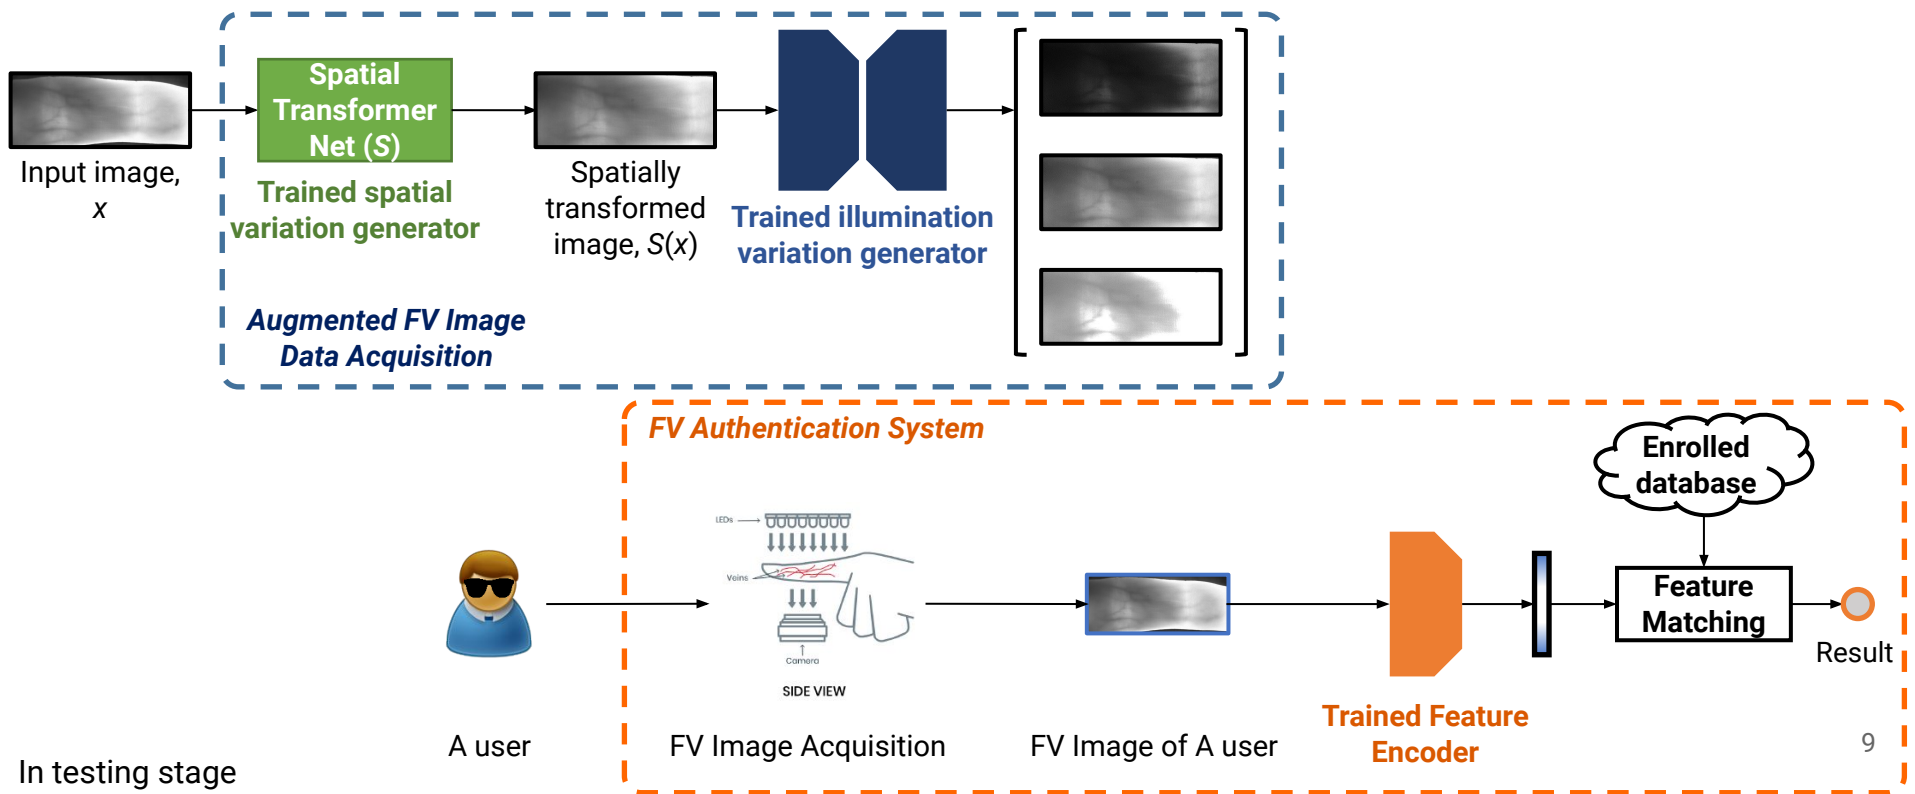 Spatial
Transformer
Net (S)
Input image,
x
Trained spatial
variation generator
Spatially
transformed
image, S(x)
Trained illumination
variation generator
Augmented FV Image
Data Acquisition
FV Authentication System
Enrolled
database
LEDs
Veins
Camera
SIDE VIEW
Feature
Matching
Result
A user
FV Image Acquisition
FV Image of A user
Trained Feature
Encoder
9
In testing stage